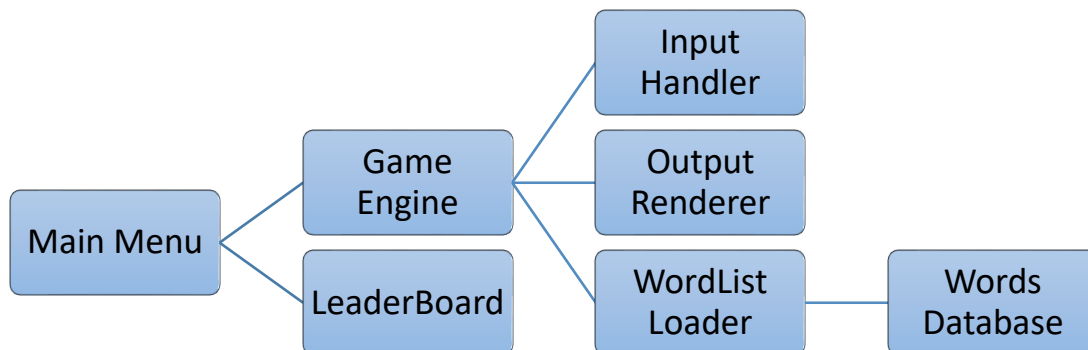 Main Menu
Game
Engine
LeaderBoard
Input
Handler
Output
Renderer
WordList
Loader
Words
Database